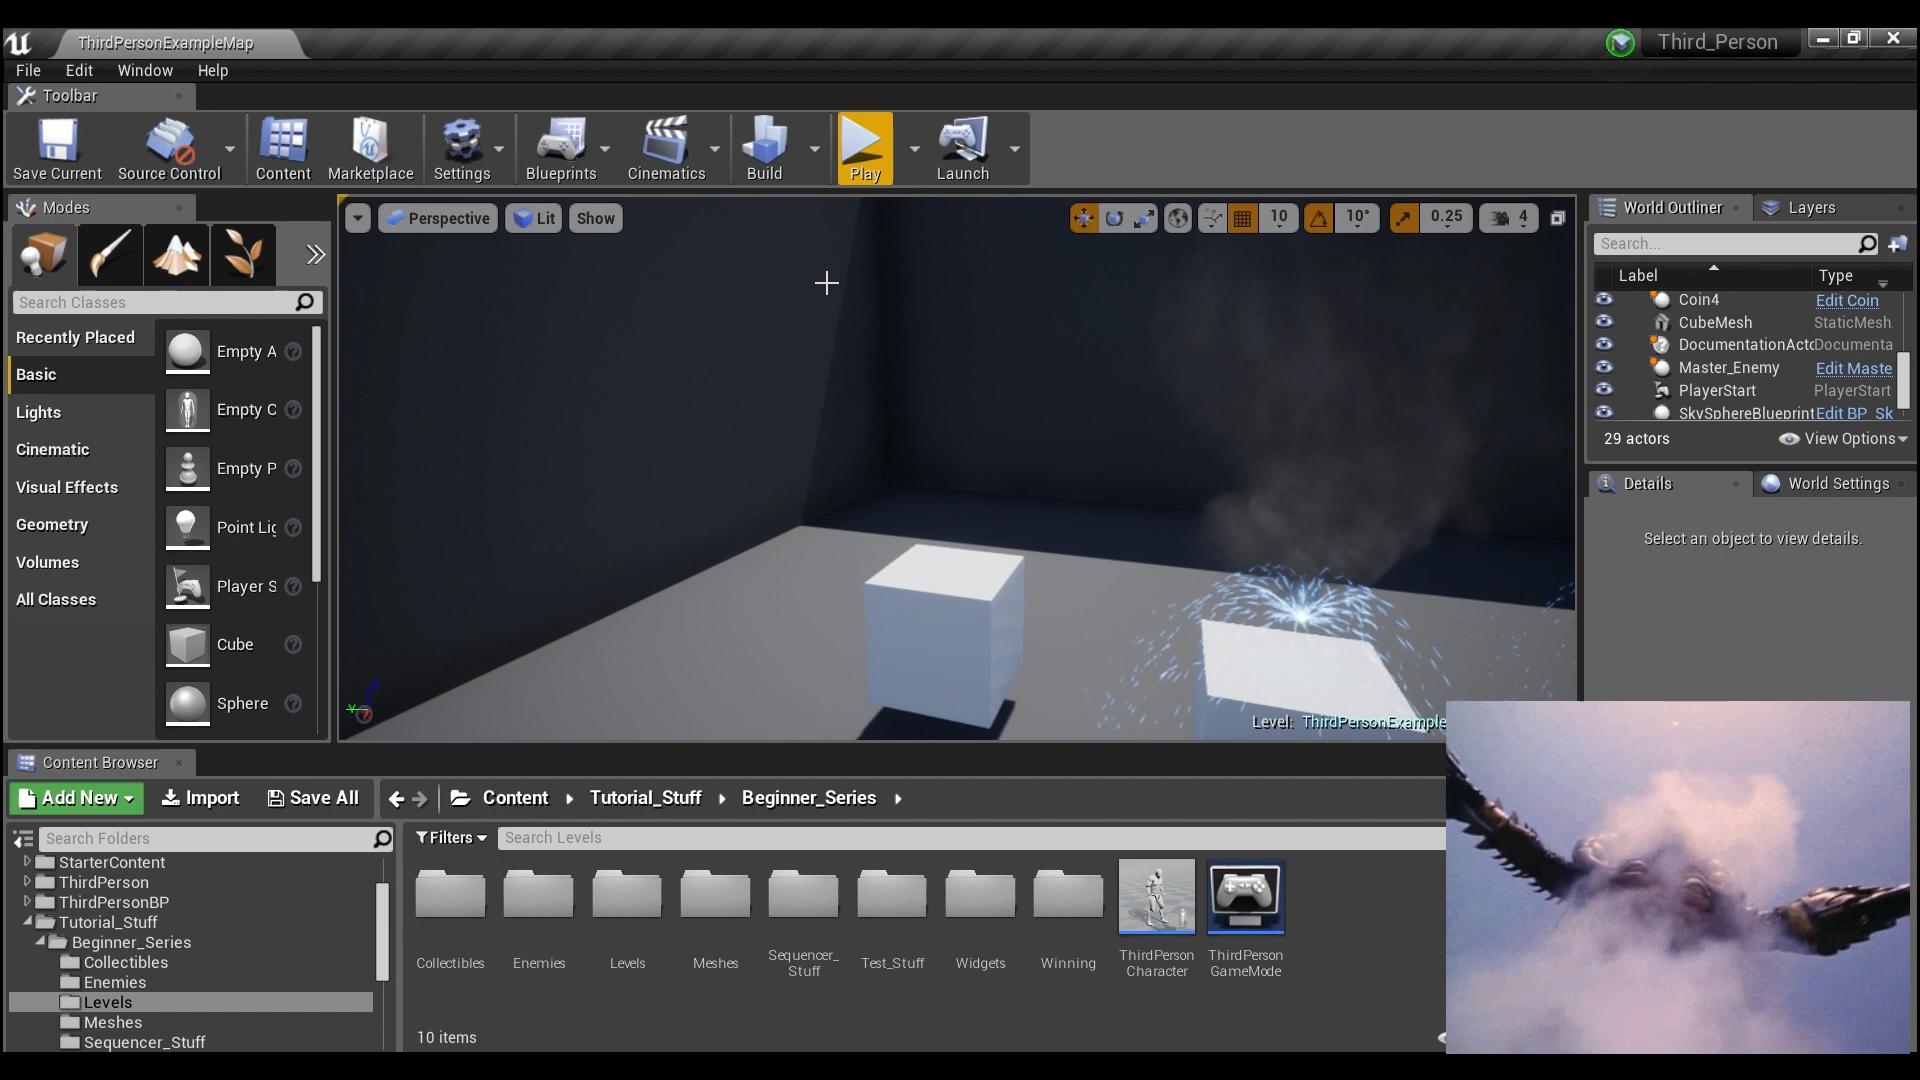 ThirdPersonExampleMap
Third_Person
File Edit Window Help
Toolbar
Save Current Source Control Content Marketplace Settings Blueprints Cinematics Build Play Launch
Modes
Search Classes
Recently Placed
Basic
Lights
Cinematic
Visual Effects
Geometry
Volumes
All Classes
Empty A
Empty C
Empty P
Point Lig
Player S
Cube
Sphere
Perspective Lit Show
10 10° 0.25 4
Level: ThirdPersonExample
World Outliner Layers
Search...
Label Type
Coin4 Edit Coin
CubeMesh StaticMesh
DocumentationActo Documenta
Master_Enemy Edit Maste
PlayerStart PlayerStart
SkySphereBlueprint Edit BP_Sk
29 actors View Options
Details World Settings
Select an object to view details.
Content Browser
Add New Import Save All Content Tutorial_Stuff Beginner_Series
Search Folders
StarterContent
ThirdPerson
ThirdPersonBP
Tutorial_Stuff
Beginner_Series
Collectibles
Enemies
Levels
Meshes
Sequencer_Stuff
Filters Search Levels
Collectibles Enemies Levels Meshes Sequencer_ Test_Stuff Widgets Winning ThirdPerson ThirdPerson
Stuff Character GameMode
10 items